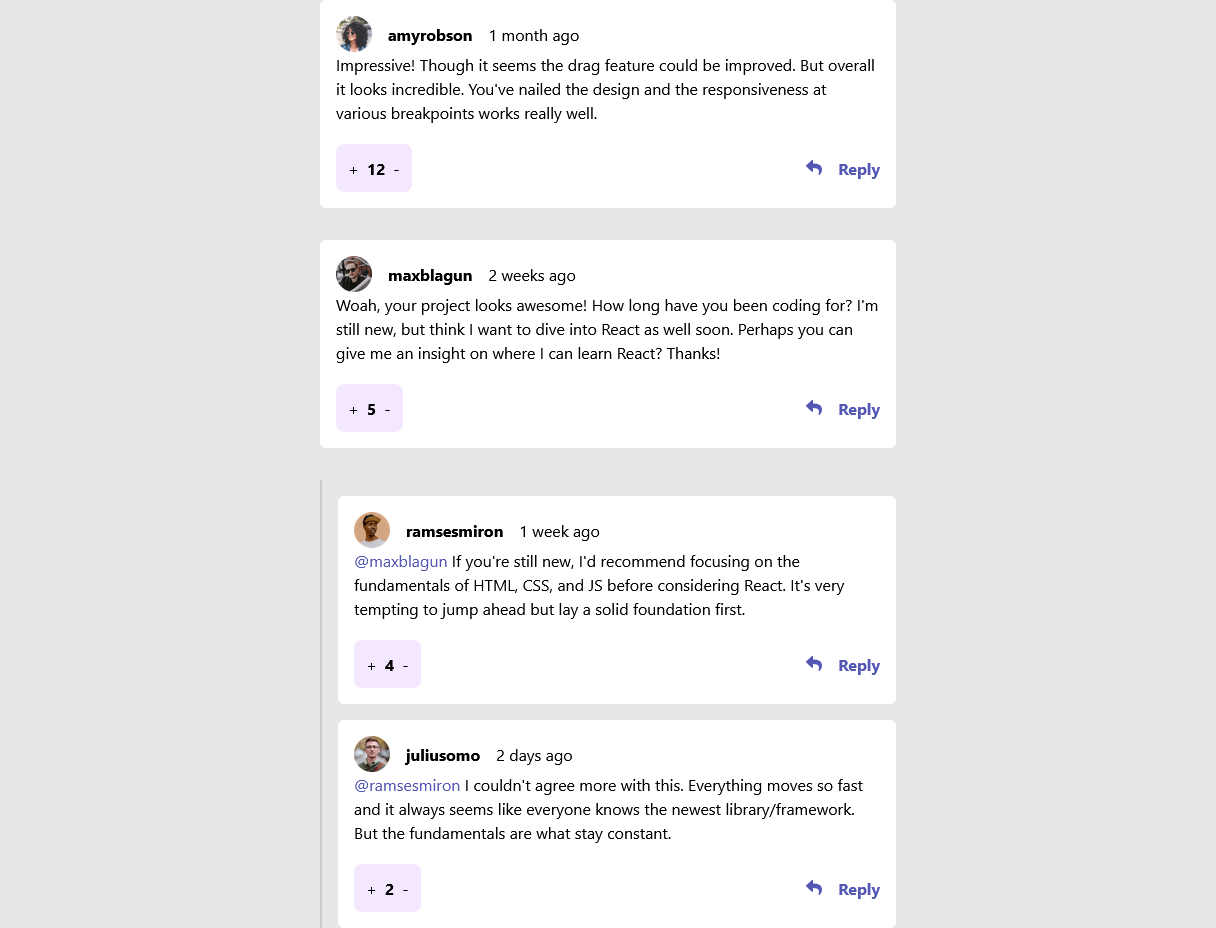 amyrobson 1 month ago
Impressive! Though it seems the drag feature could be improved. But overall
it looks incredible. You've nailed the design and the responsiveness at
various breakpoints works really well.
+ 12 - Reply
maxblagun 2 weeks ago
Woah, your project looks awesome! How long have you been coding for? I'm
still new, but think I want to dive into React as well soon. Perhaps you can
give me an insight on where I can learn React? Thanks!
+ 5 - Reply
ramsesmiron 1 week ago
@maxblagun If you're still new, I'd recommend focusing on the
fundamentals of HTML, CSS, and JS before considering React. It's very
tempting to jump ahead but lay a solid foundation first.
+ 4 - Reply
juliusomo 2 days ago
@ramsesmiron I couldn't agree more with this. Everything moves so fast
and it always seems like everyone knows the newest library/framework.
But the fundamentals are what stay constant.
+ 2 - Reply